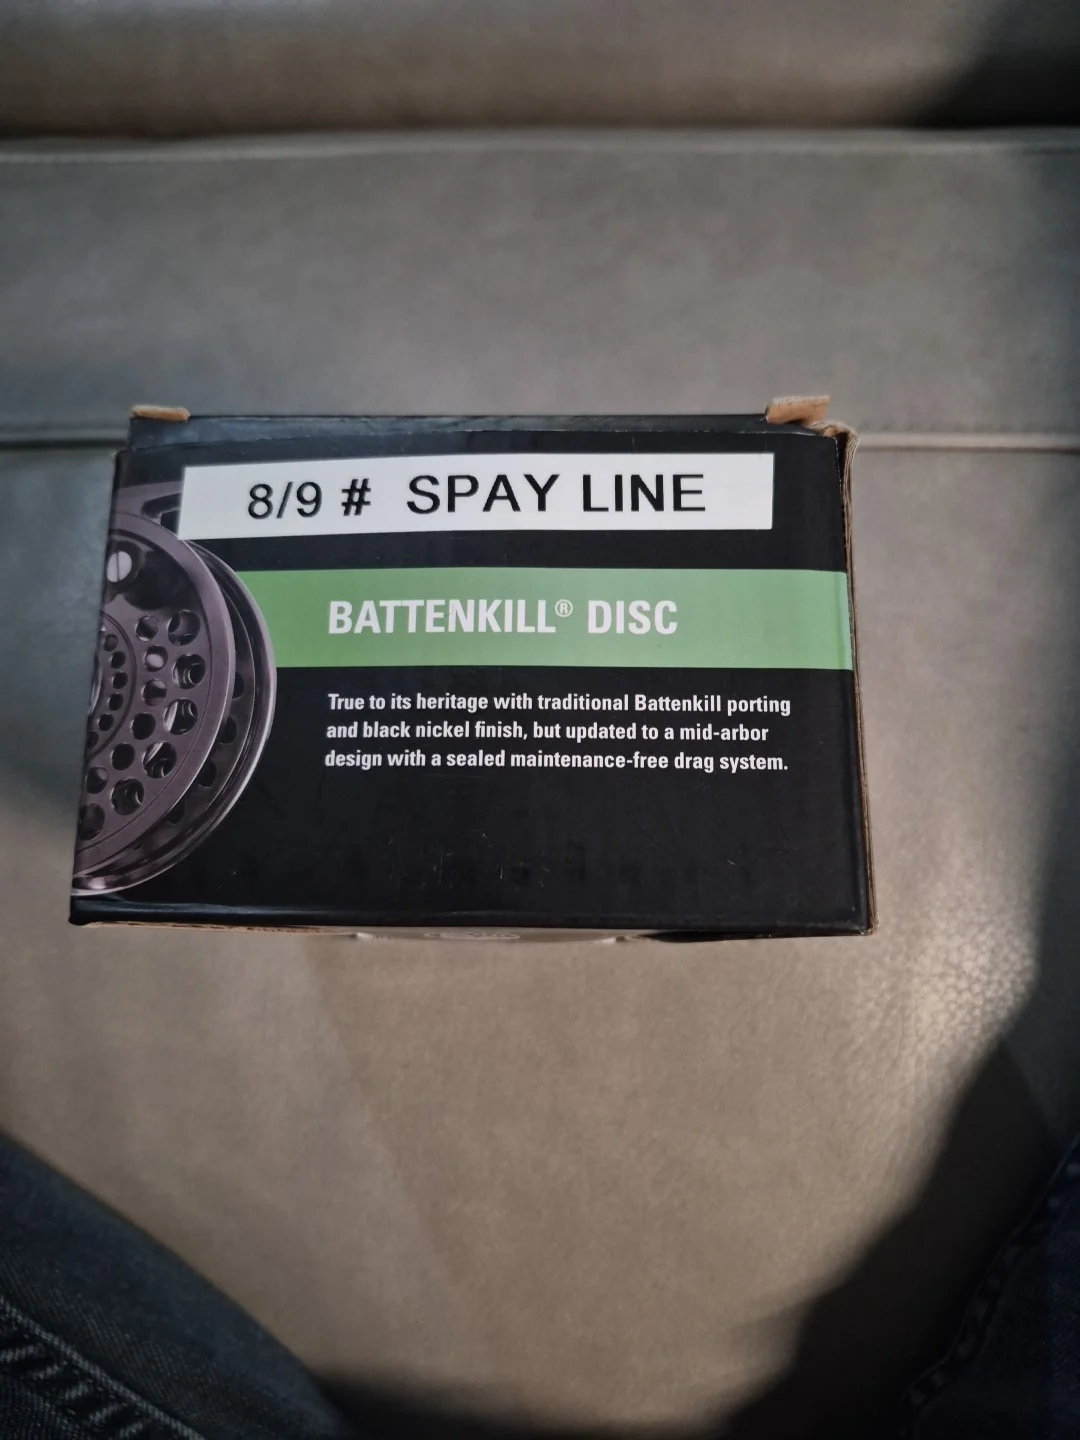 8/9 # SPAY LINE
BATTENKILL® DISC
True to its heritage with traditional Battenkill porting
and black nickel finish, but updated to a mid-arbor
design with a sealed maintenance-free drag system.